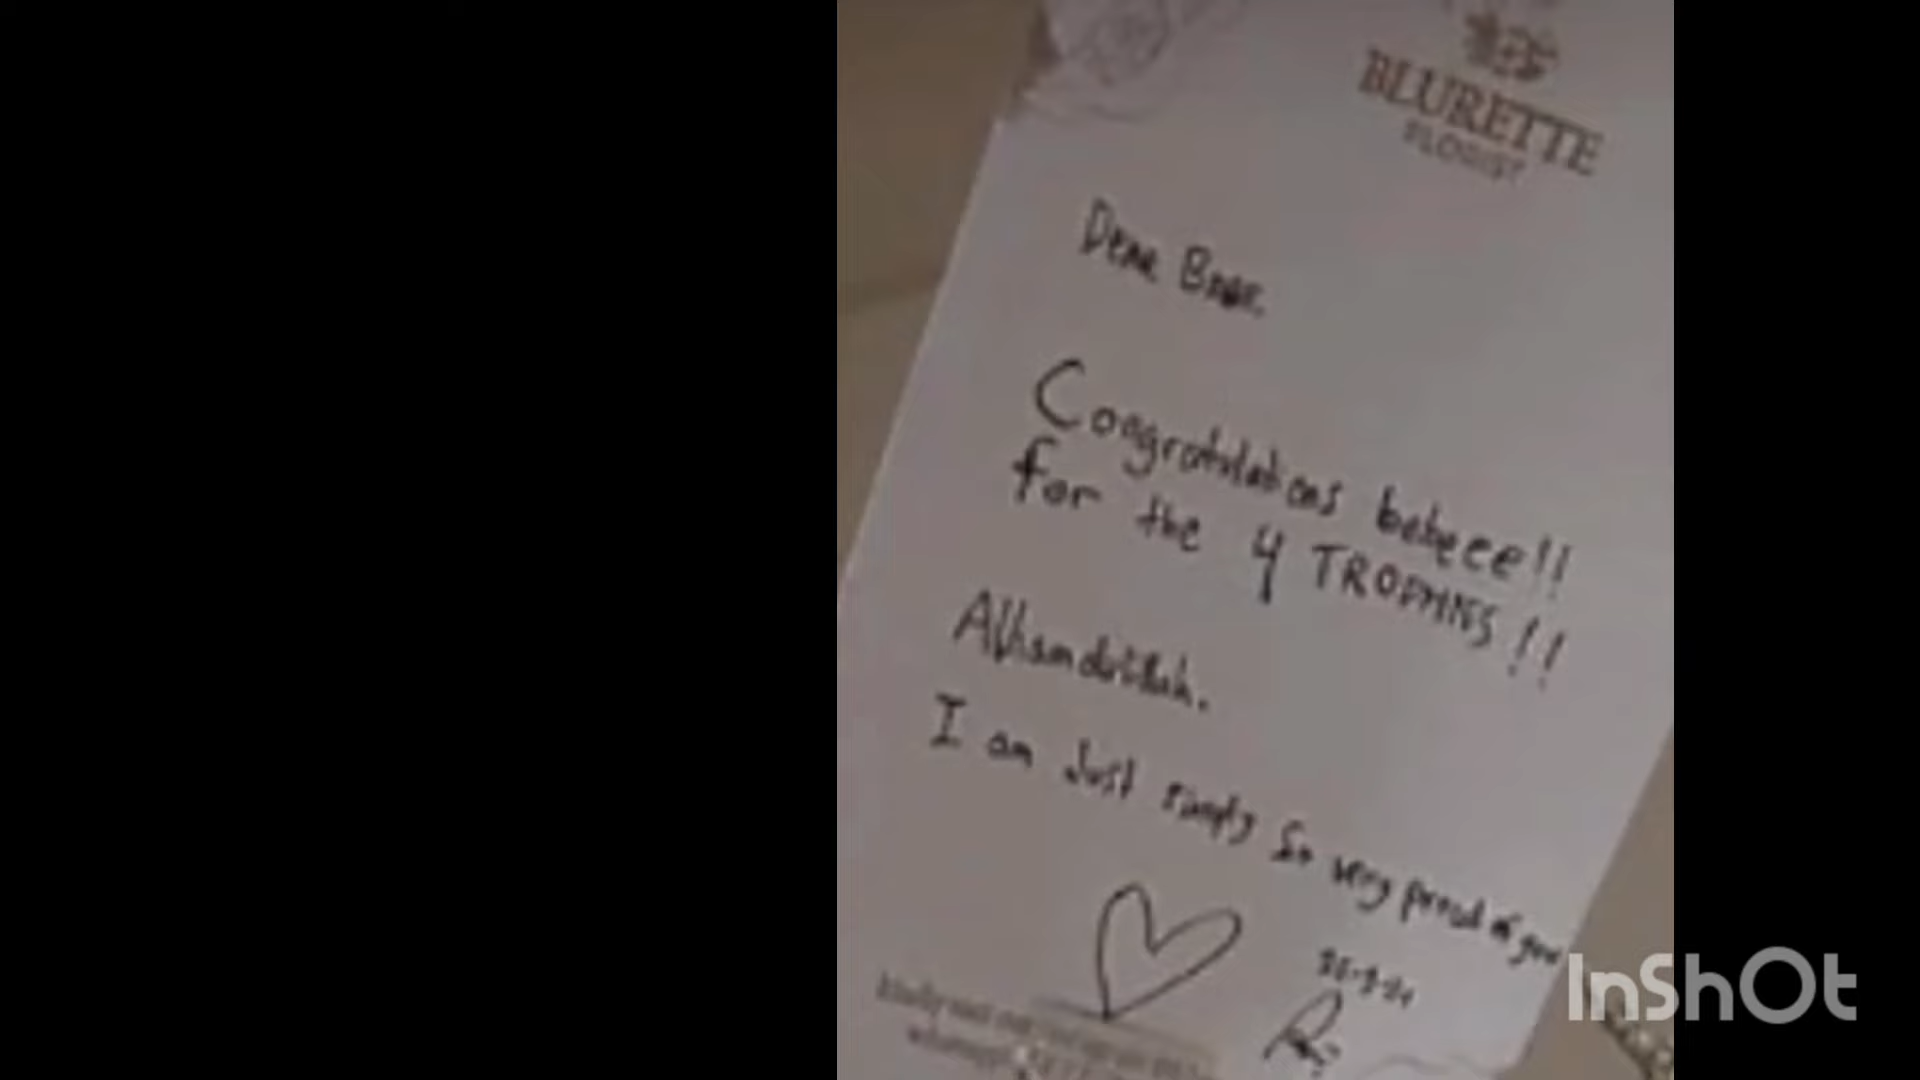 BLURETTE
FLORIST
Dear
Congratulations babeee!!
for the 4 TROPHIES!!
Alhamdulillah.
I am Just simply So very proud of you
InShOt